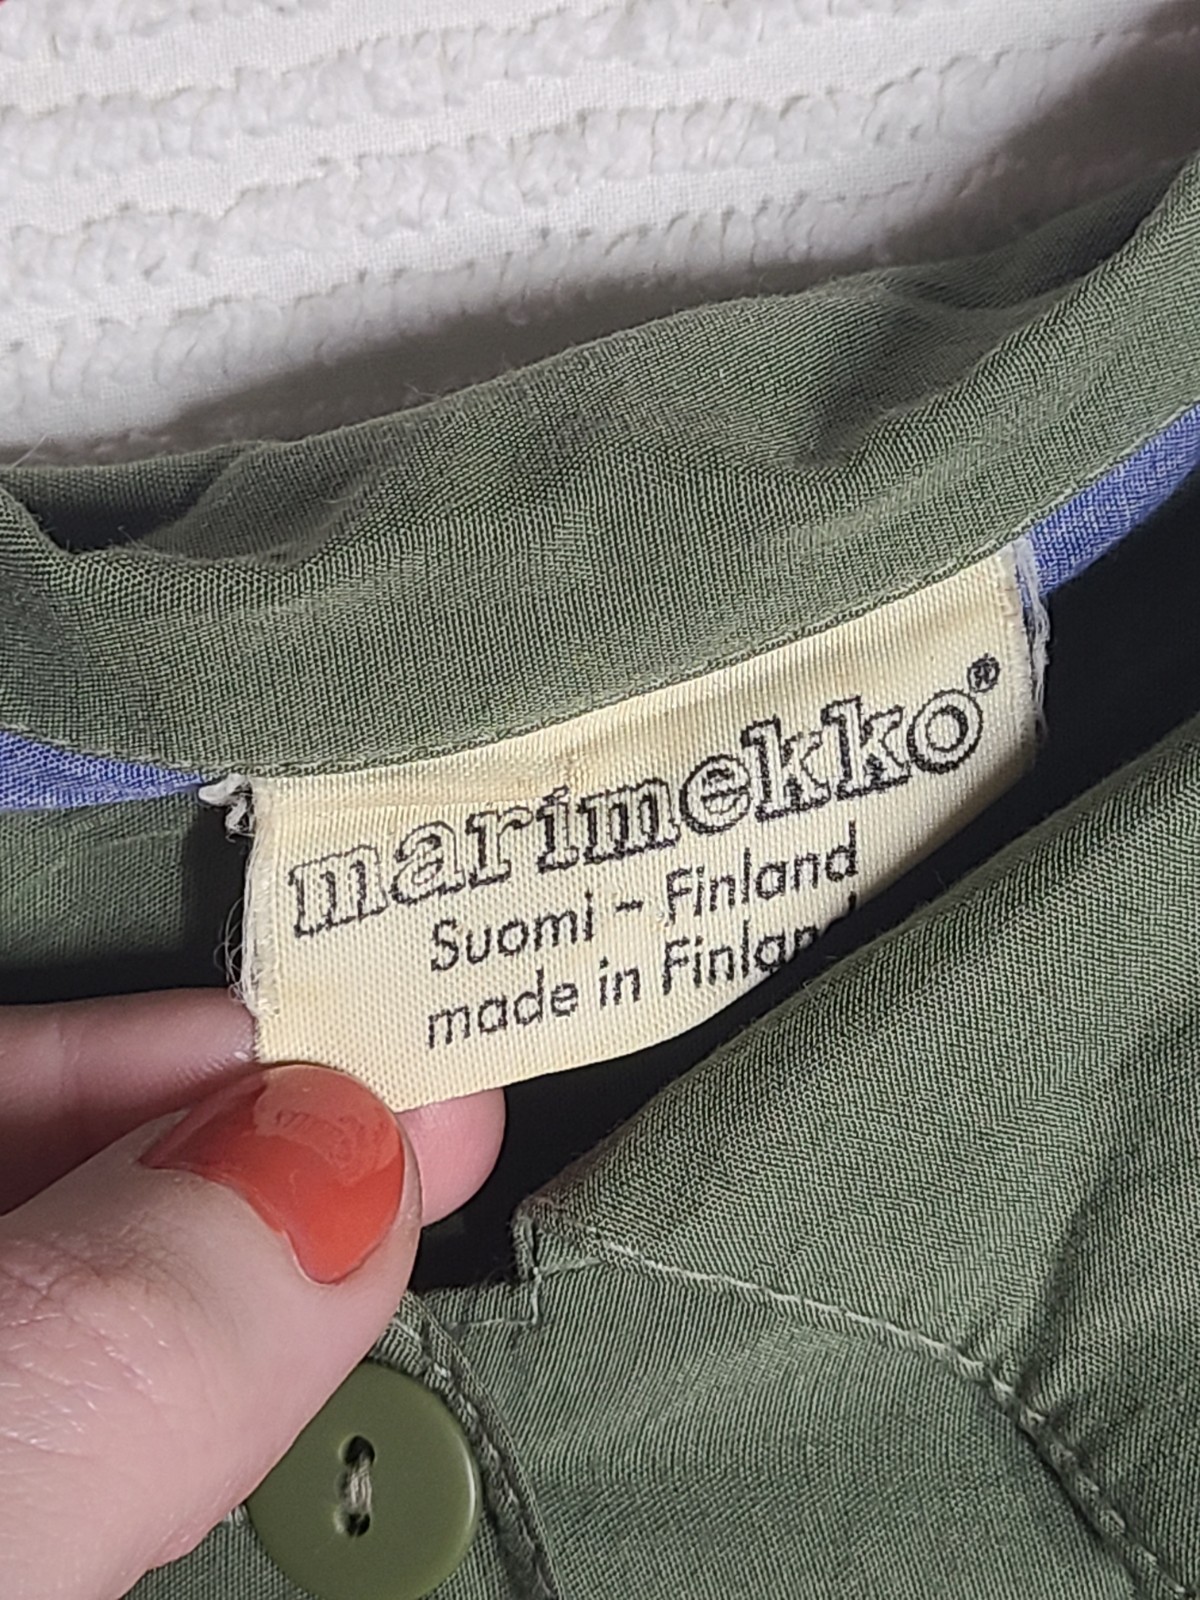 marimekko®
Suomi ~ Finland
made in Finland